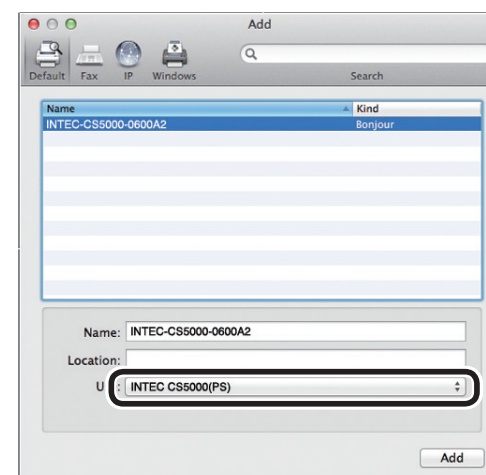 Add
Default Fax IP Windows Search
Name Kind
INTEC-CS5000-0600A2 Bonjour
Name: INTEC-CS5000-0600A2
Location:
U : INTEC CS5000(PS)
Add